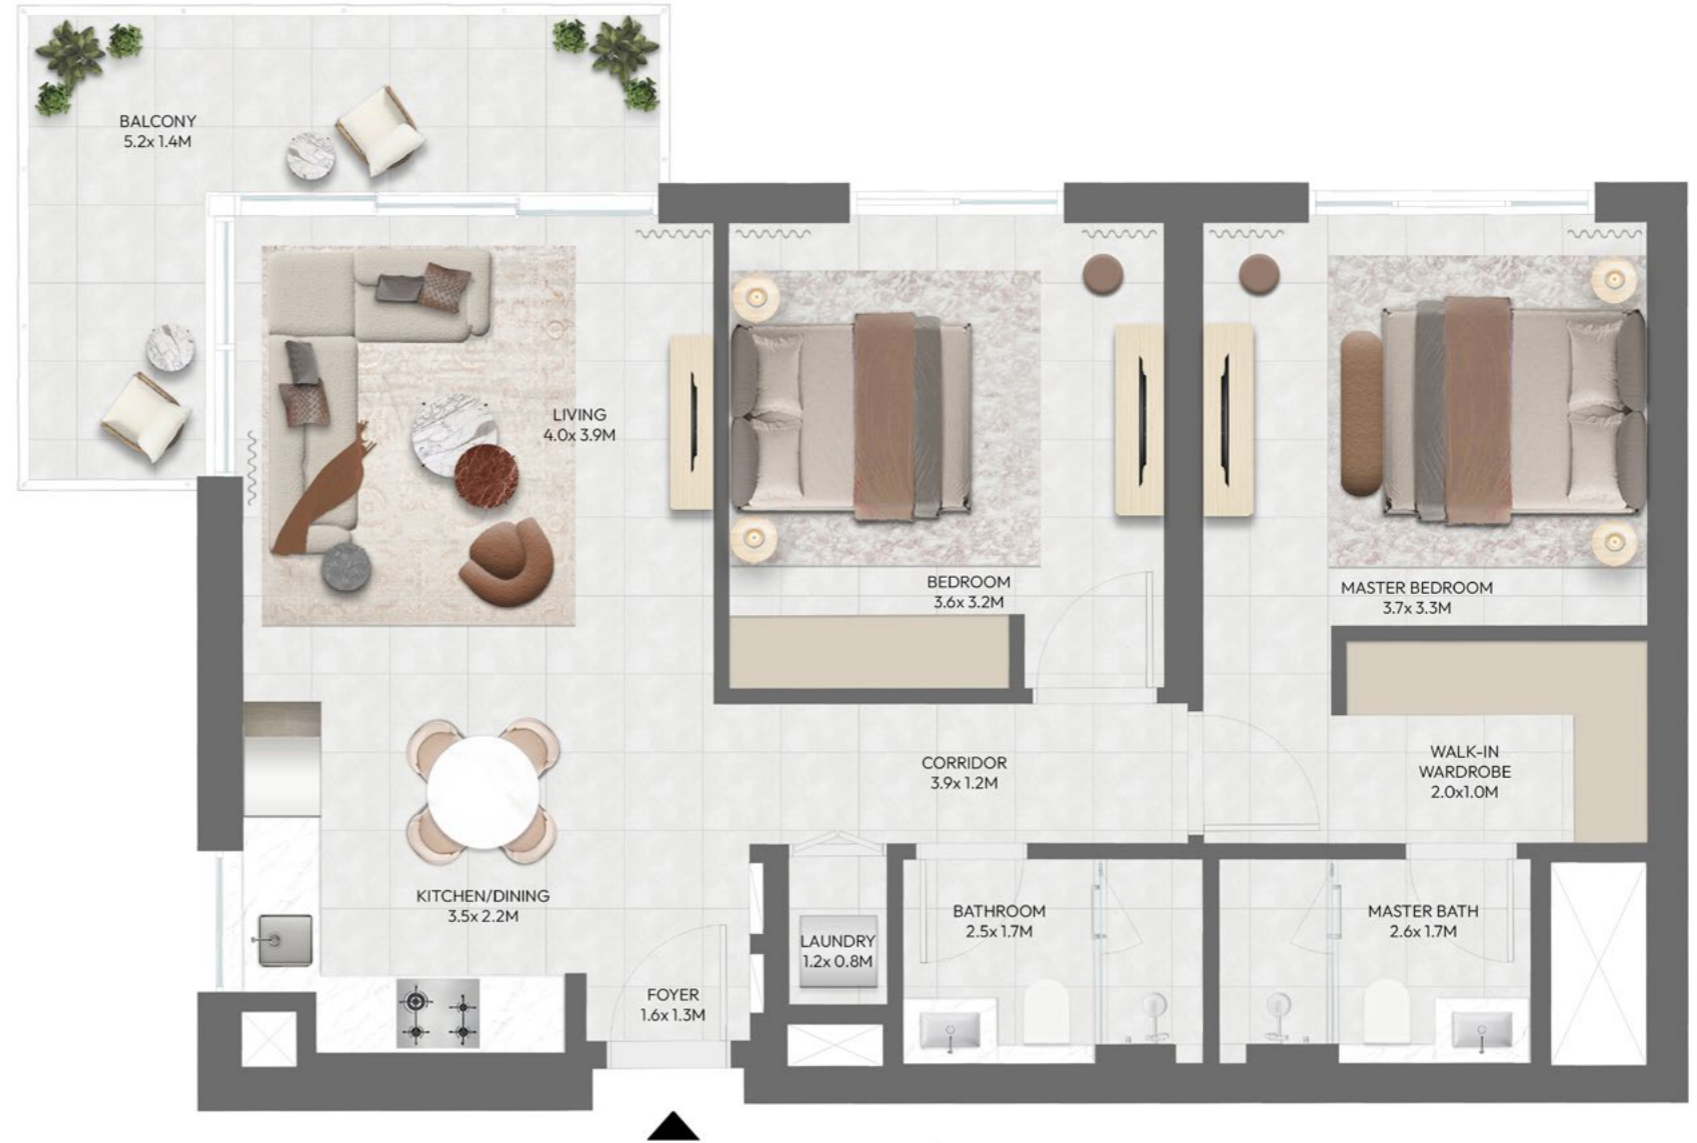 BALCONY
5.2x 1.4M
LIVING
4.0x 3.9M
BEDROOM
3.6x 3.2M
MASTER BEDROOM
3.7x 3.3M
CORRIDOR
3.9x 1.2M
WALK-IN
WARDROBE
2.0x1.0M
KITCHEN/DINING
3.5x 2.2M
BATHROOM
2.5x 1.7M
MASTER BATH
2.6x 1.7M
LAUNDRY
1.2x 0.8M
FOYER
1.6x 1.3M